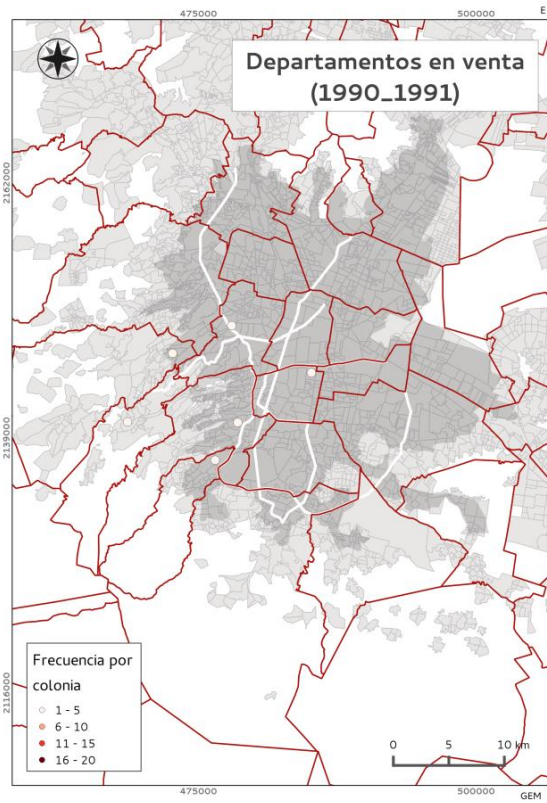 475000
500000
E
Departamentos en venta
(1990_1991)
2162000
2139000
2116000
Frecuencia por
colonia
1 - 5
6 - 10
11 - 15
16 - 20
0
5
10 km
475000
500000
GEM